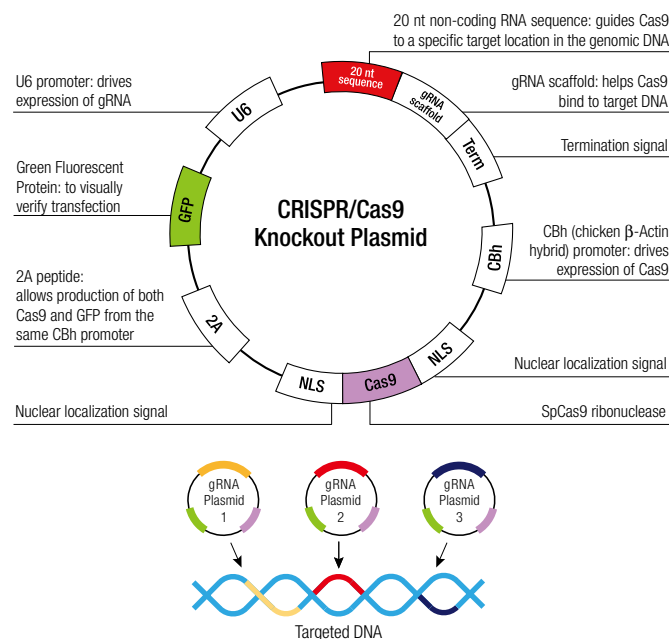 20 nt non-coding RNA sequence: guides Cas9
to a specific target location in the genomic DNA
20 nt
sequence
U6 promoter: drives
expression of gRNA
U6
gRNA
scaffold
gRNA scaffold: helps Cas9
bind to target DNA
Term
Termination signal
Green Fluorescent
Protein: to visually
verify transfection
GFP
CRISPR/Cas9
Knockout Plasmid
CBh
CBh (chicken β-Actin
hybrid) promoter: drives
expression of Cas9
2A peptide:
allows production of both
Cas9 and GFP from the
same CBh promoter
2A
NLS
Cas9
NLS
Nuclear localization signal
Nuclear localization signal
SpCas9 ribonuclease
gRNA
Plasmid
1
gRNA
Plasmid
2
gRNA
Plasmid
3
Targeted DNA